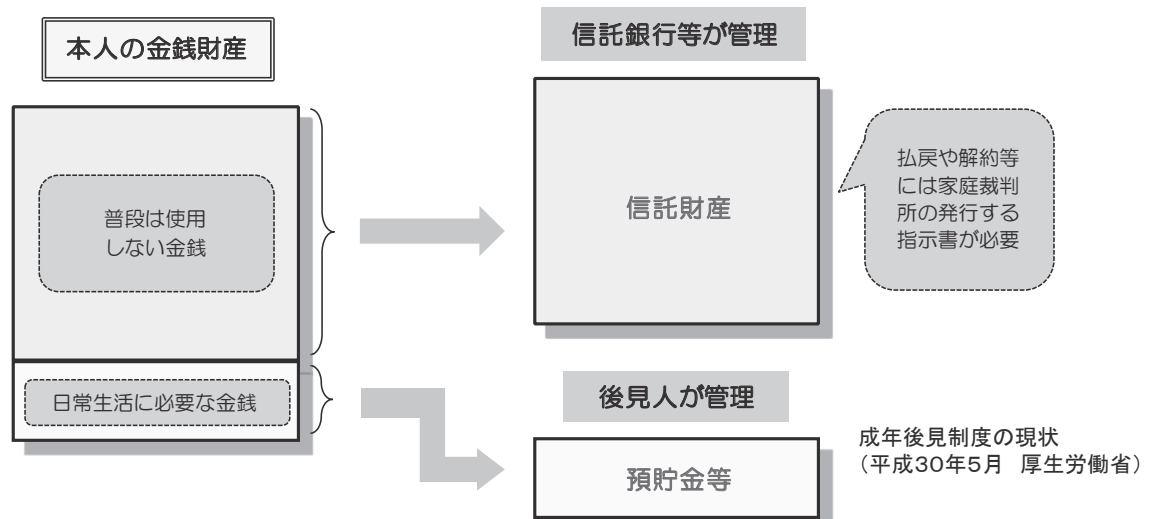 本人の金銭財産
信託銀行等が管理
普段は使用
しない金銭
信託財産
払戻や解約等
には家庭裁判
所の発行する
指示書が必要
日常生活に必要な金銭
後見人が管理
預貯金等
成年後見制度の現状
（平成30年5月　厚生労働省）